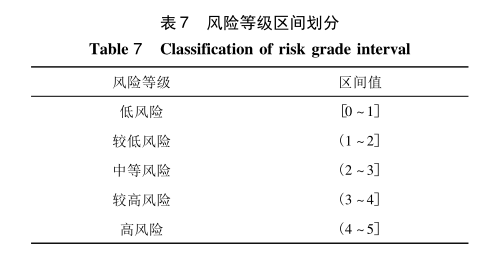 表7 风险等级区间划分
Table 7 Classification of risk grade interval
风险等级 区间值
低风险 [0~1]
较低风险 (1~2]
中等风险 (2~3]
较高风险 (3~4]
高风险 (4~5]